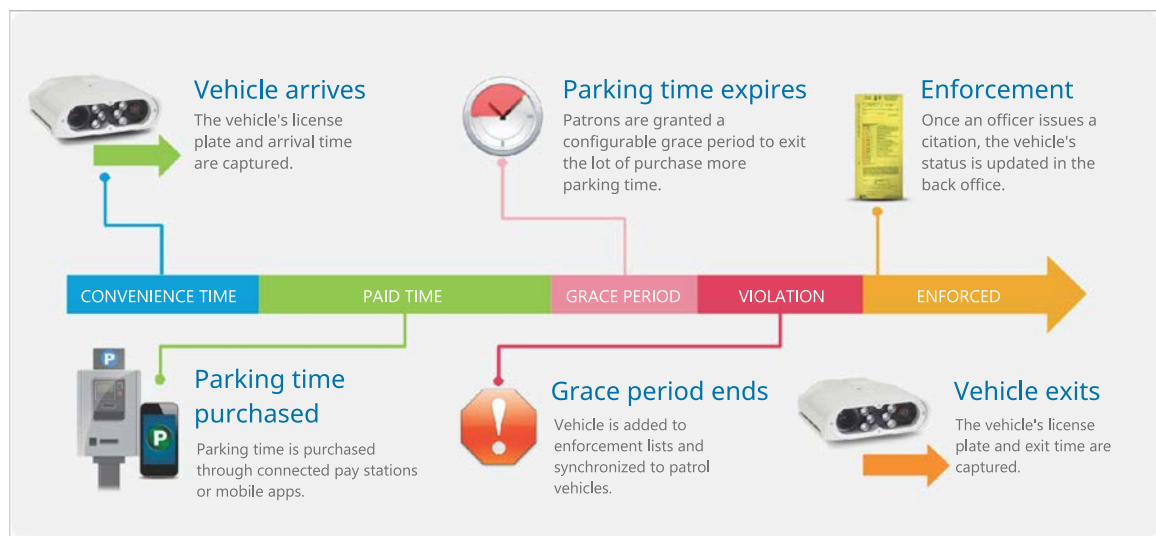 Vehicle arrives
The vehicle's license
plate and arrival time
are captured.
Parking time expires
Patrons are granted a
configurable grace period to exit
the lot of purchase more
parking time.
Enforcement
Once an officer issues a
citation, the vehicle's
status is updated in the
back office.
CONVENIENCE TIME
PAID TIME
GRACE PERIOD
VIOLATION
ENFORCED
P
P
Parking time
purchased
Parking time is purchased
through connected pay stations
or mobile apps.
Grace period ends
Vehicle is added to
enforcement lists and
synchronized to patrol
vehicles.
Vehicle exits
The vehicle's license
plate and exit time are
captured.